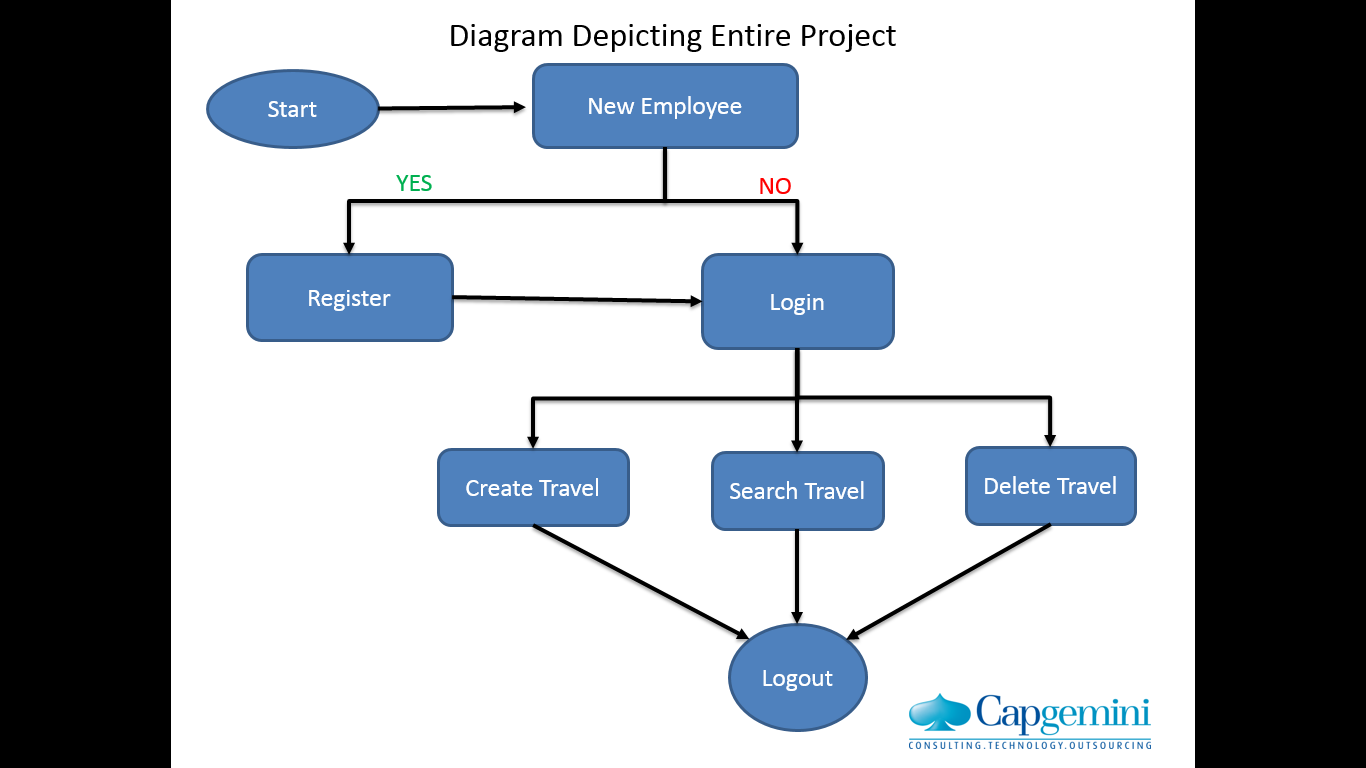 Diagram Depicting Entire Project
Start
New Employee
YES
NO
Register
Login
Create Travel
Search Travel
Delete Travel
Logout
Capgemini
CONSULTING.TECHNOLOGY.OUTSOURCING